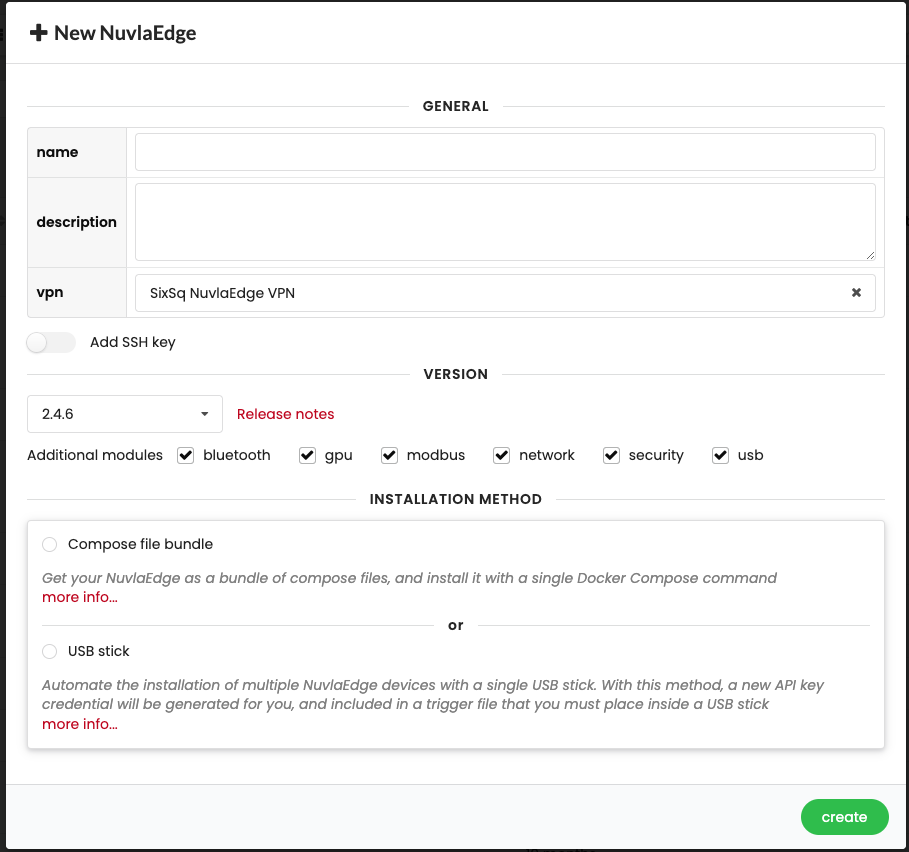 New NuvlaEdge
GENERAL
name
description
vpn
SixSq NuvlaEdge VPN
Add SSH key
VERSION
2.4.6
Release notes
Additional modules bluetooth gpu modbus network security usb
INSTALLATION METHOD
Compose file bundle
Get your NuvlaEdge as a bundle of compose files, and install it with a single Docker Compose command
more info...
or
USB stick
Automate the installation of multiple NuvlaEdge devices with a single USB stick. With this method, a new API key
credential will be generated for you, and included in a trigger file that you must place inside a USB stick
more info...
create